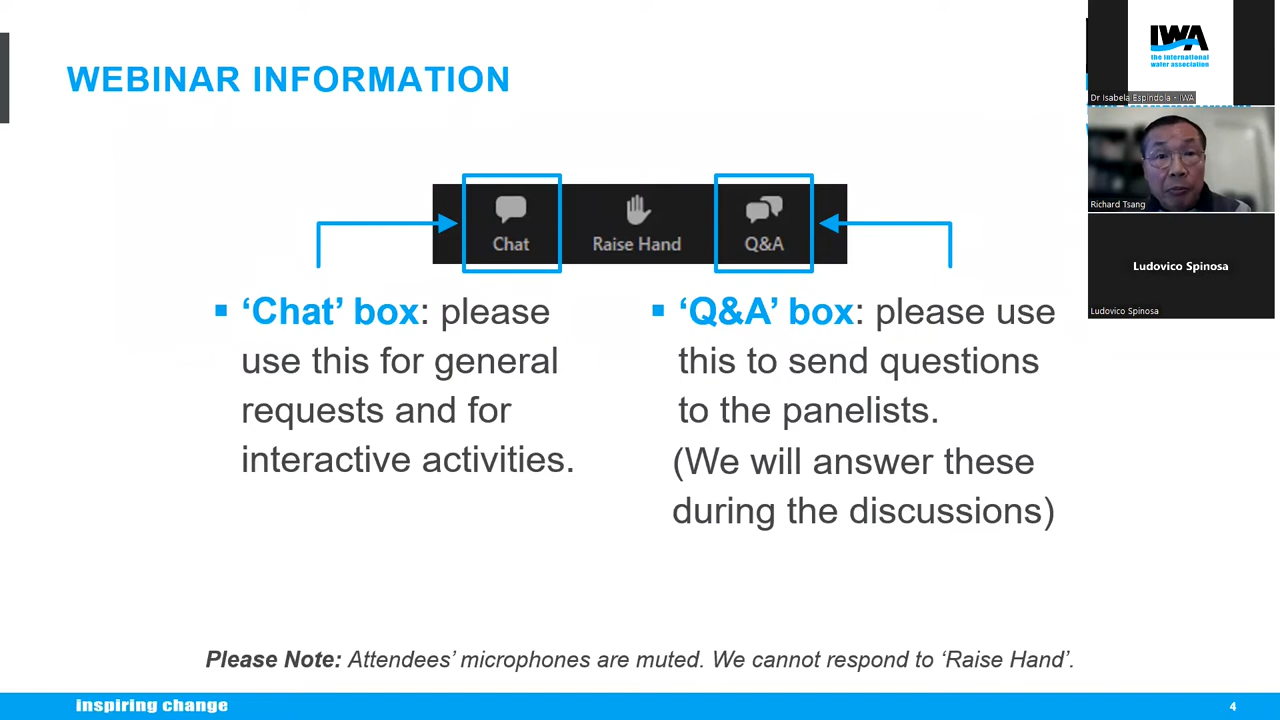 WEBINAR INFORMATION
IWA
the international
water association
Dr Isabela Espindola - IWA
Richard Tsang
Ludovico Spinosa
Ludovico Spinosa
Chat
Raise Hand
Q&A
▪ ‘Chat’ box: please
use this for general
requests and for
interactive activities.
▪ ‘Q&A’ box: please use
this to send questions
to the panelists.
(We will answer these
during the discussions)
Please Note: Attendees’ microphones are muted. We cannot respond to ‘Raise Hand’.
inspiring change
4